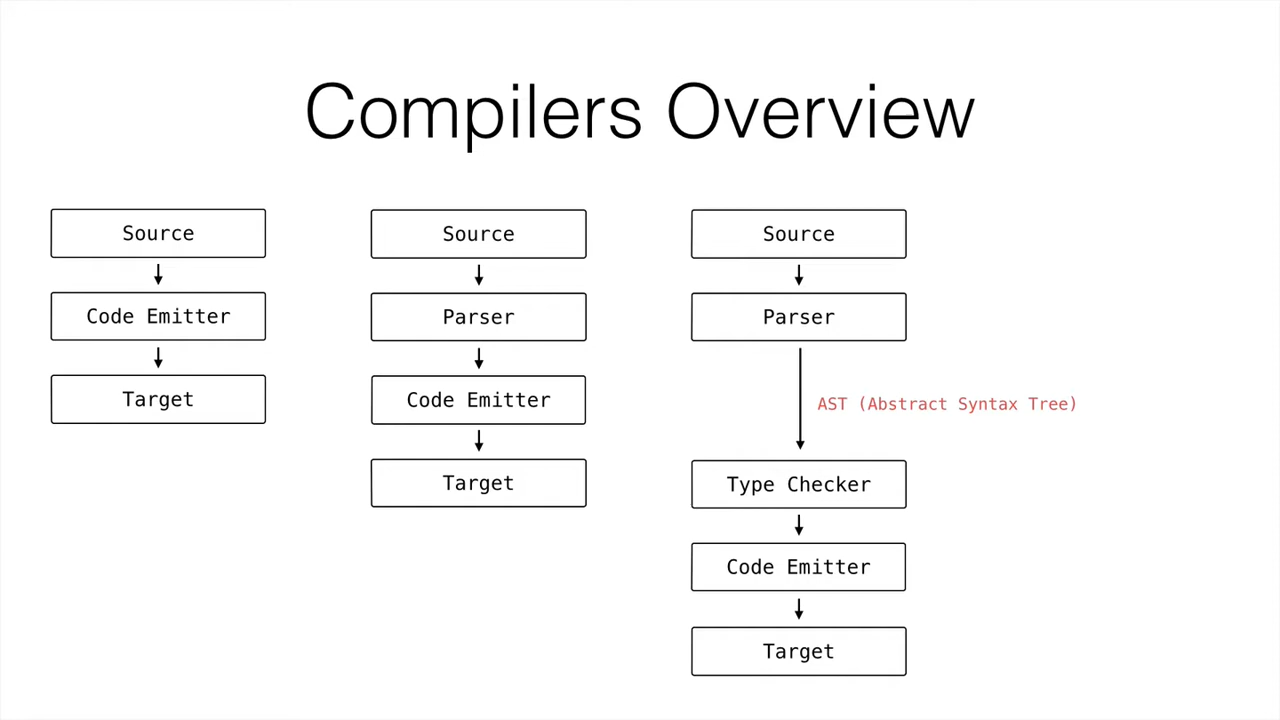 Compilers Overview
Source
Code Emitter
Target
Source
Parser
Code Emitter
Target
Source
Parser
AST (Abstract Syntax Tree)
Type Checker
Code Emitter
Target